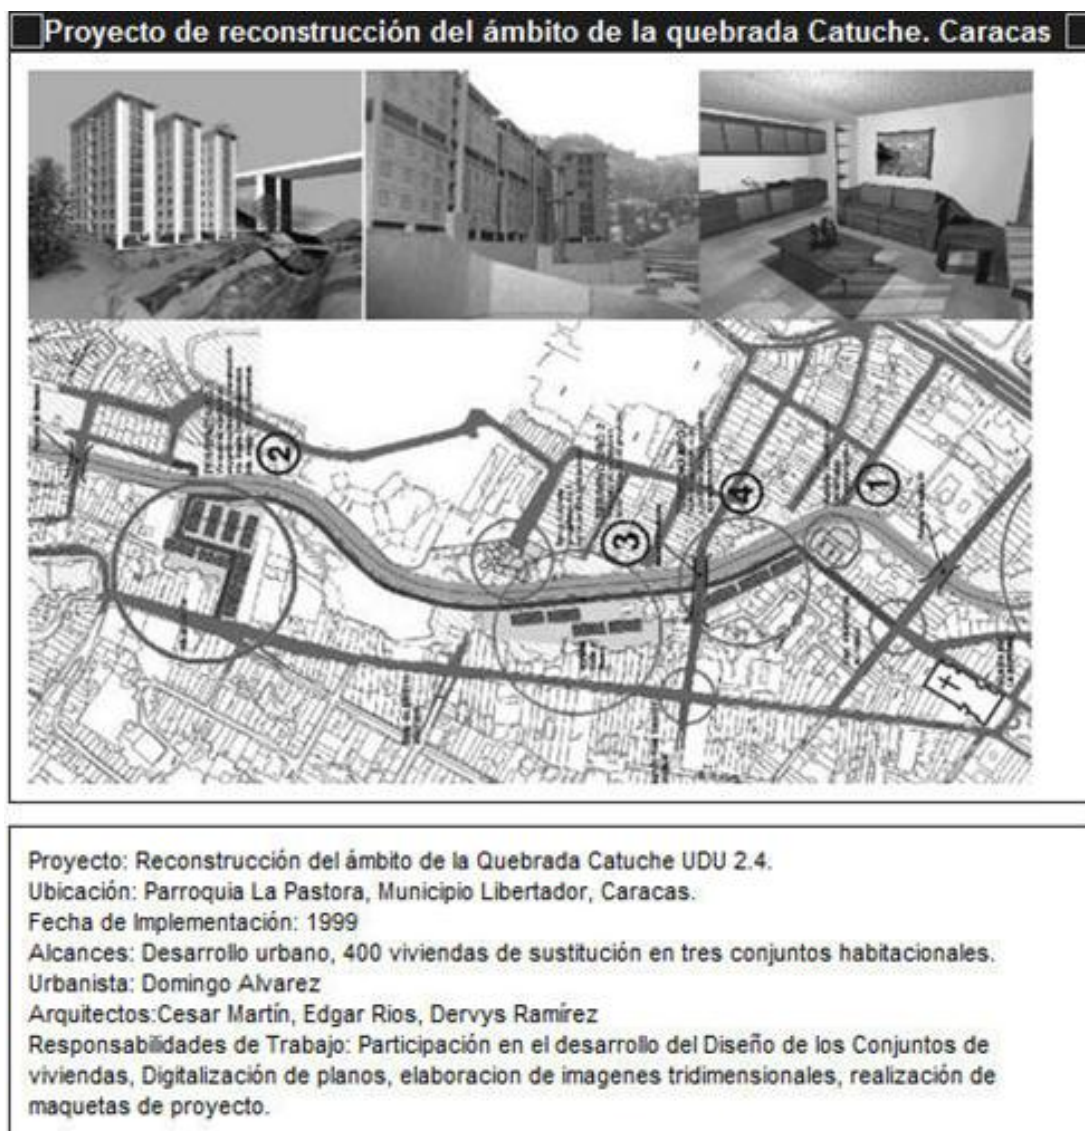 Proyecto de reconstrucción del ámbito de la quebrada Catuche. Caracas
2
3
4
1
Proyecto: Reconstrucción del ámbito de la Quebrada Catuche UDU 2.4.
Ubicación: Parroquia La Pastora, Municipio Libertador, Caracas.
Fecha de Implementación: 1999
Alcances: Desarrollo urbano, 400 viviendas de sustitución en tres conjuntos habitacionales.
Urbanista: Domingo Alvarez
Arquitectos:Cesar Martín, Edgar Rios, Dervys Ramírez
Responsabilidades de Trabajo: Participación en el desarrollo del Diseño de los Conjuntos de
viviendas, Digitalización de planos, elaboracion de imagenes tridimensionales, realización de
maquetas de proyecto.